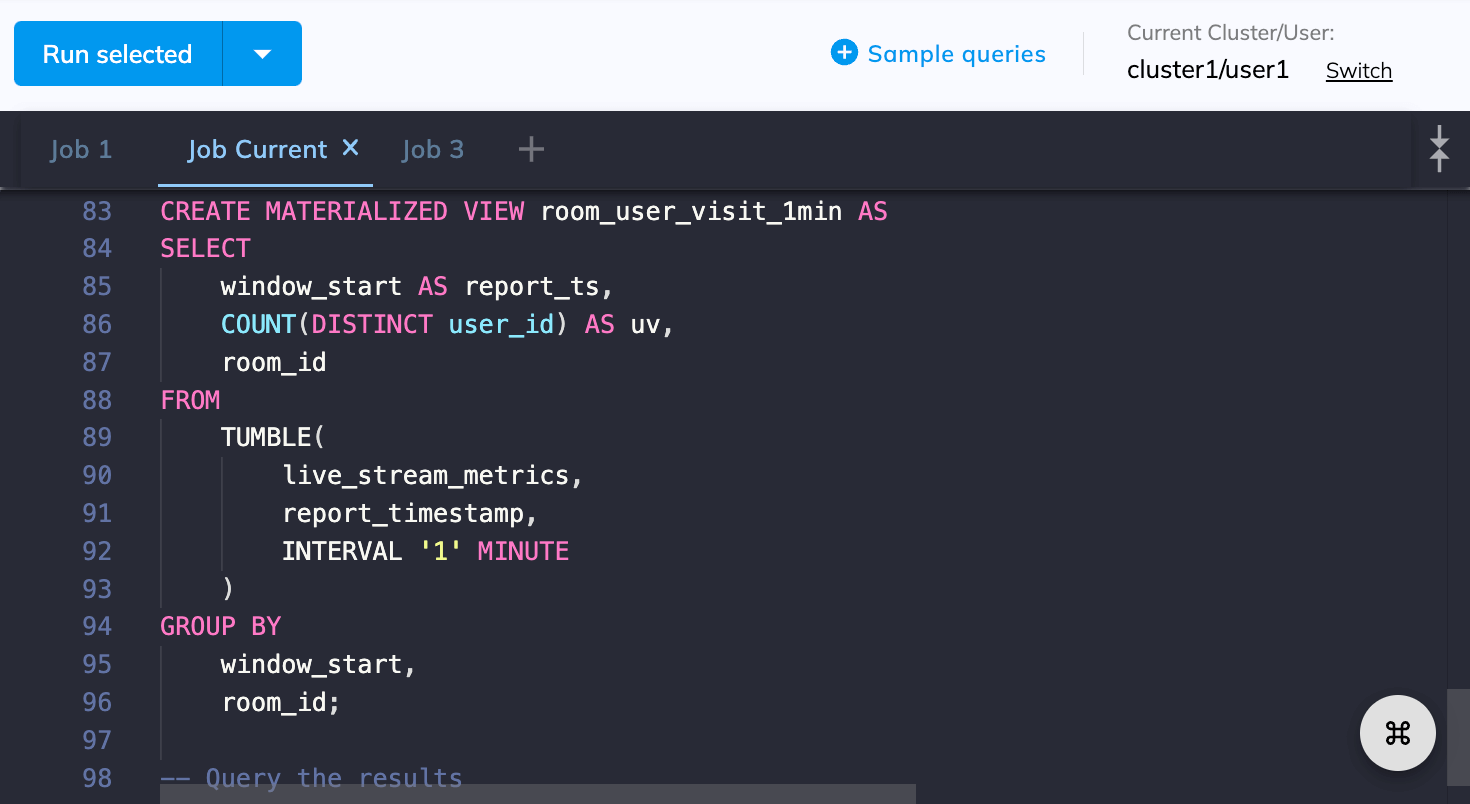 Run selected
Sample queries
Current Cluster/User:
cluster1/user1 Switch
Job 1 Job Current × Job 3 +
83 CREATE MATERIALIZED VIEW room_user_visit_1min AS
84 SELECT
85     window_start AS report_ts,
86     COUNT(DISTINCT user_id) AS uv,
87     room_id
88 FROM
89     TUMBLE(
90         live_stream_metrics,
91         report_timestamp,
92         INTERVAL '1' MINUTE
93     )
94 GROUP BY
95     window_start,
96     room_id;
97
98 -- Query the results